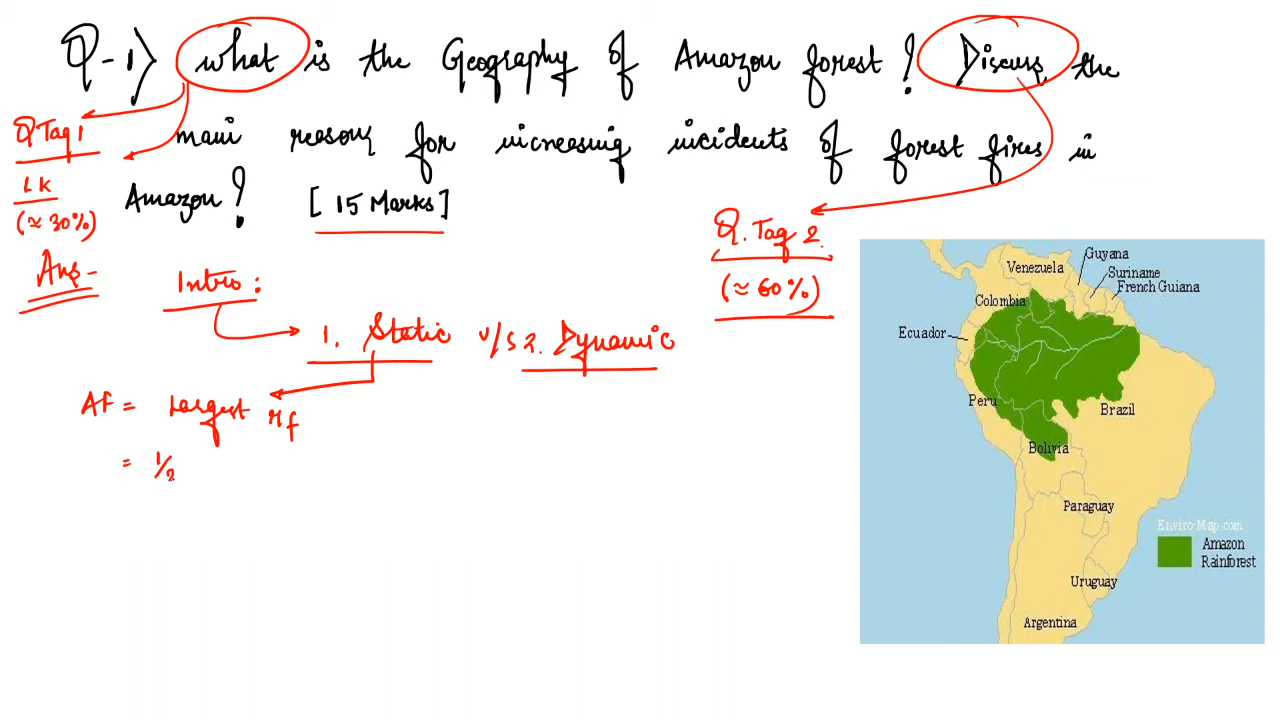 Q-1> What is the Geography of Amazon forest? Discuss the
main reasons for increasing incidents of forest fires in
Amazon? [15 Marks]
Q Tag 1
LK
(≈30%)
Q. Tag 2.
(≈60%)
Ans-
Intro:
1. Static v/s 2. Dynamic
AF = Largest rf
= 1/2
Venezuela
Guyana
Suriname
French Guiana
Colombia
Ecuador
Peru
Brazil
Bolivia
Paraguay
Enviro-Map.com
Amazon
Rainforest
Uruguay
Argentina